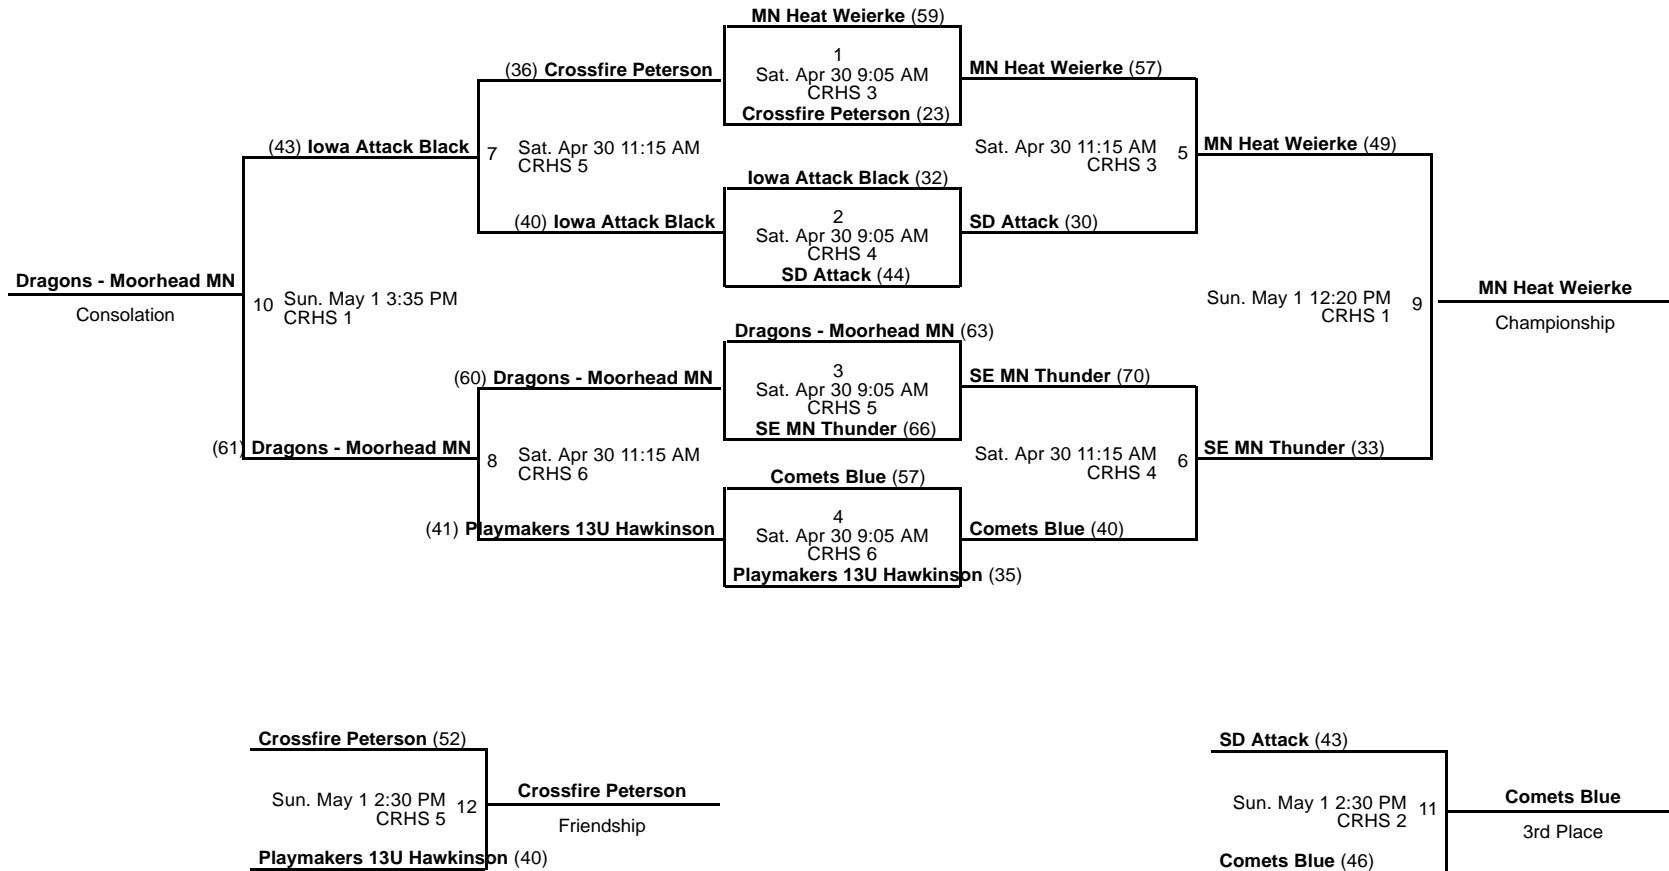 MN Heat Weierke (59)
1
Sat. Apr 30 9:05 AM
CRHS 3
Crossfire Peterson (23)
(36) Crossfire Peterson
MN Heat Weierke (57)
(43) Iowa Attack Black
7 Sat. Apr 30 11:15 AM
CRHS 5
Sat. Apr 30 11:15 AM 5
CRHS 3
MN Heat Weierke (49)
Iowa Attack Black (32)
2
Sat. Apr 30 9:05 AM
CRHS 4
SD Attack (44)
(40) Iowa Attack Black
SD Attack (30)
Dragons - Moorhead MN
Consolation
10 Sun. May 1 3:35 PM
CRHS 1
Sun. May 1 12:20 PM 9
CRHS 1
MN Heat Weierke
Championship
Dragons - Moorhead MN (63)
3
Sat. Apr 30 9:05 AM
CRHS 5
SE MN Thunder (66)
(60) Dragons - Moorhead MN
SE MN Thunder (70)
(61) Dragons - Moorhead MN
8 Sat. Apr 30 11:15 AM
CRHS 6
Sat. Apr 30 11:15 AM 6
CRHS 4
SE MN Thunder (33)
Comets Blue (57)
4
Sat. Apr 30 9:05 AM
CRHS 6
Playmakers 13U Hawkinson (35)
(41) Playmakers 13U Hawkinson
Comets Blue (40)
Crossfire Peterson (52)
Sun. May 1 2:30 PM 12
CRHS 5
Playmakers 13U Hawkinson (40)
Crossfire Peterson
Friendship
SD Attack (43)
Sun. May 1 2:30 PM 11
CRHS 2
Comets Blue (46)
Comets Blue
3rd Place